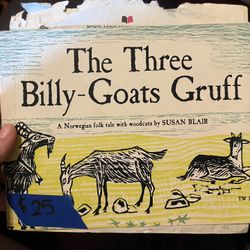 The Three
Billy-Goats Gruff
A Norwegian folk tale with woodcuts by SUSAN BLAIR
£25